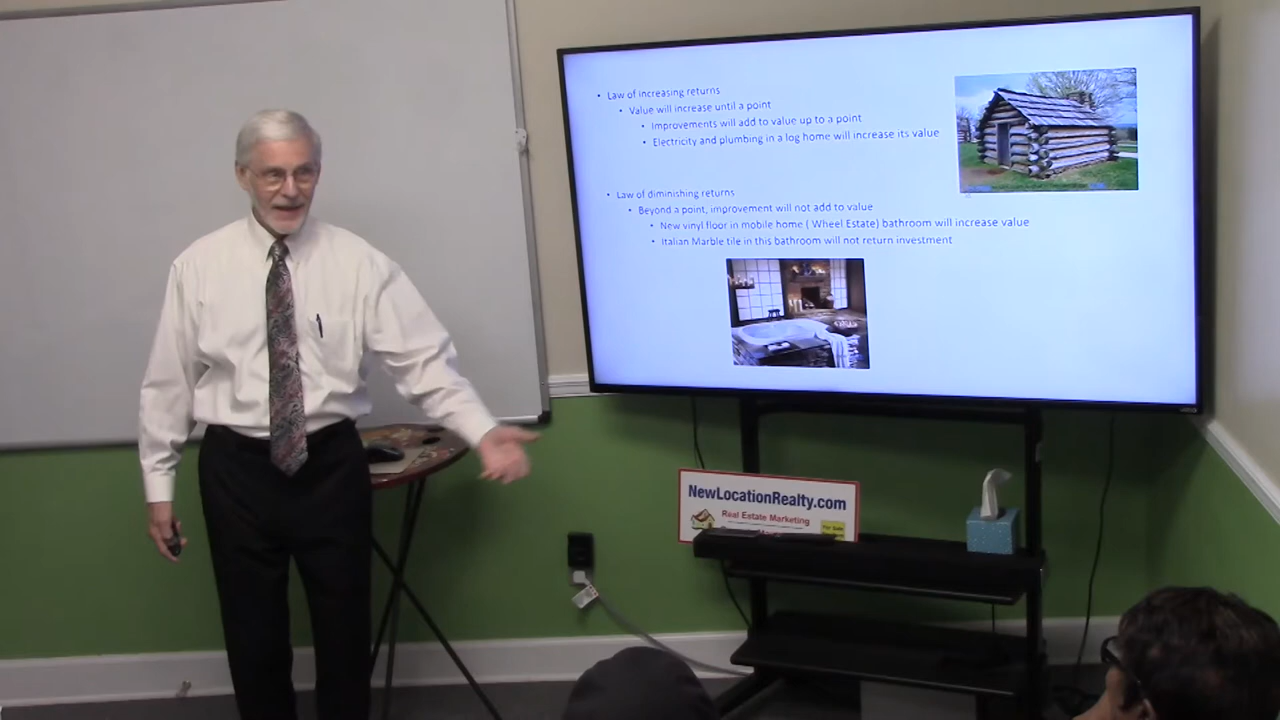 • Law of increasing returns
• Value will increase until a point
• Improvements will add to value up to a point
• Electricity and plumbing in a log home will increase its value
• Law of diminishing returns
• Beyond a point, improvement will not add to value
• New vinyl floor in mobile home ( Wheel Estate) bathroom will increase value
• Italian Marble tile in this bathroom will not return investment
NewLocationRealty.com
Real Estate Marketing
For Sale